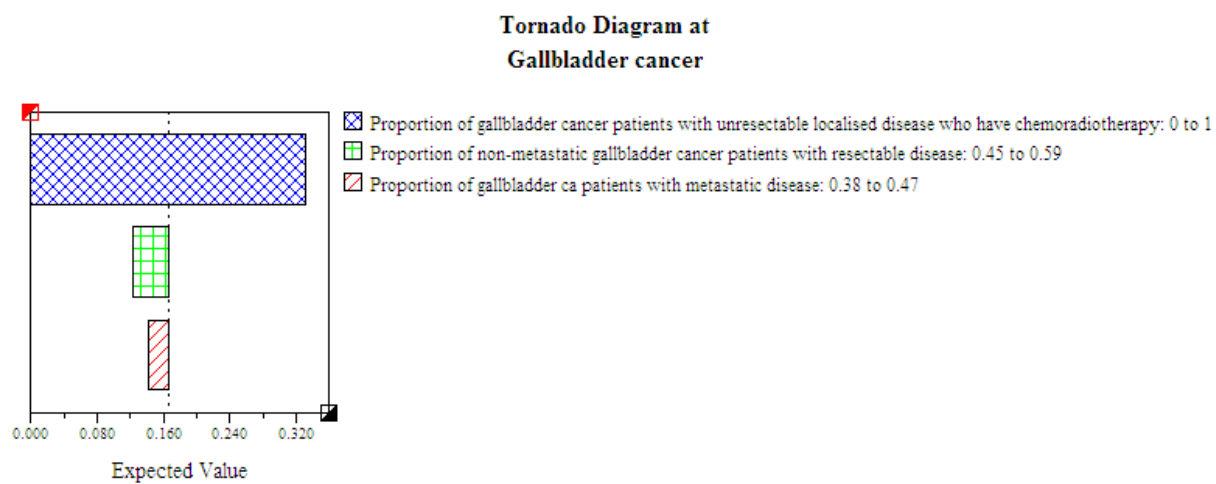 Tornado Diagram at
Gallbladder cancer
Proportion of gallbladder cancer patients with unresectable localised disease who have chemoradiotherapy: 0 to 1
Proportion of non-metastatic gallbladder cancer patients with resectable disease: 0.45 to 0.59
Proportion of gallbladder ca patients with metastatic disease: 0.38 to 0.47
0.000 0.080 0.160 0.240 0.320
Expected Value